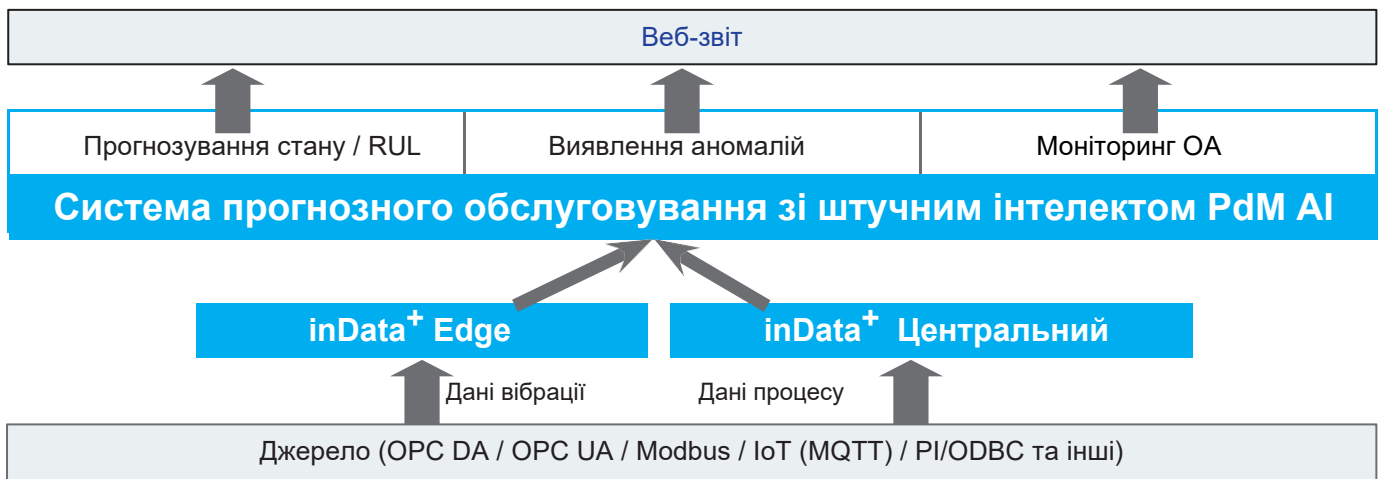 Веб-звіт
Прогнозування стану / RUL
Виявлення аномалій
Моніторинг ОА
Система прогнозного обслуговування зі штучним інтелектом PdM AI
inData+ Edge
inData+ Центральний
Дані вібрації
Дані процесу
Джерело (OPC DA / OPC UA / Modbus / IoT (MQTT) / PI/ODBC та інші)